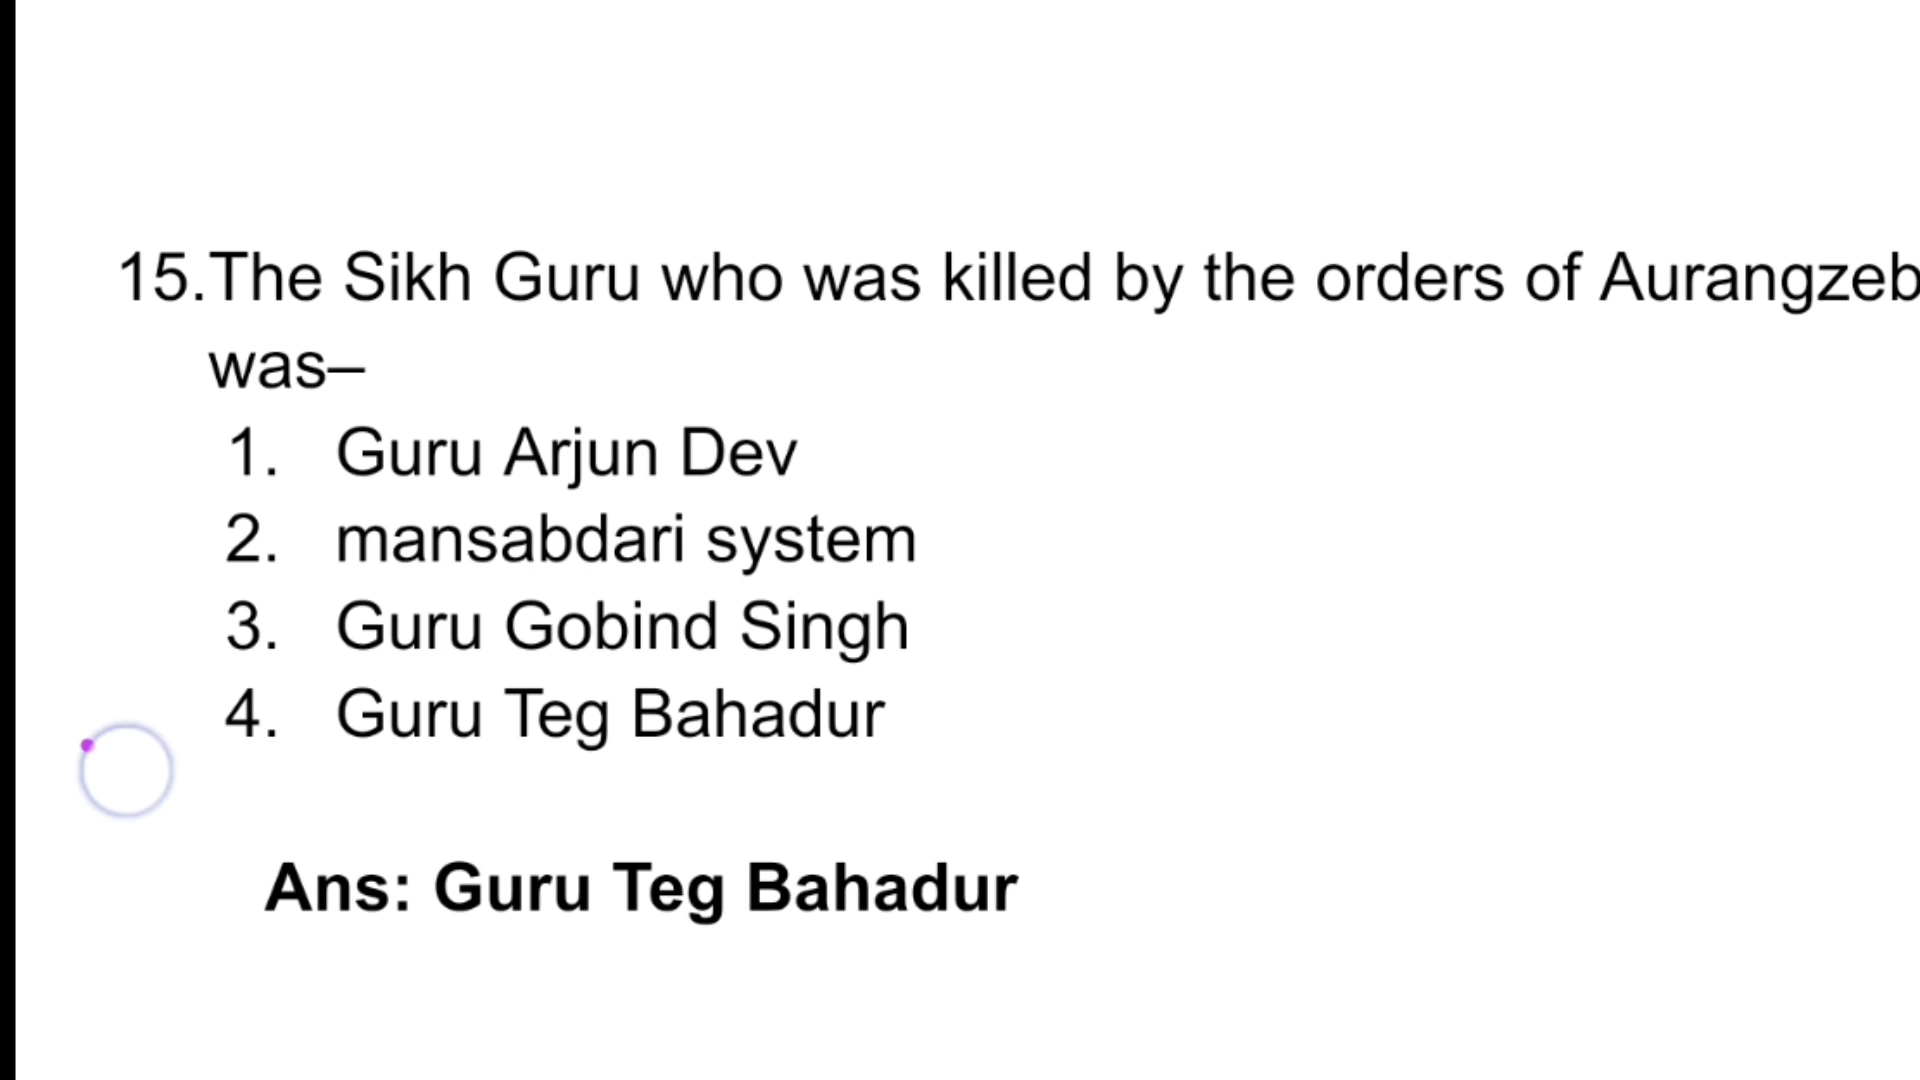 15.The Sikh Guru who was killed by the orders of Aurangzeb
was–
1. Guru Arjun Dev
2. mansabdari system
3. Guru Gobind Singh
4. Guru Teg Bahadur
Ans: Guru Teg Bahadur